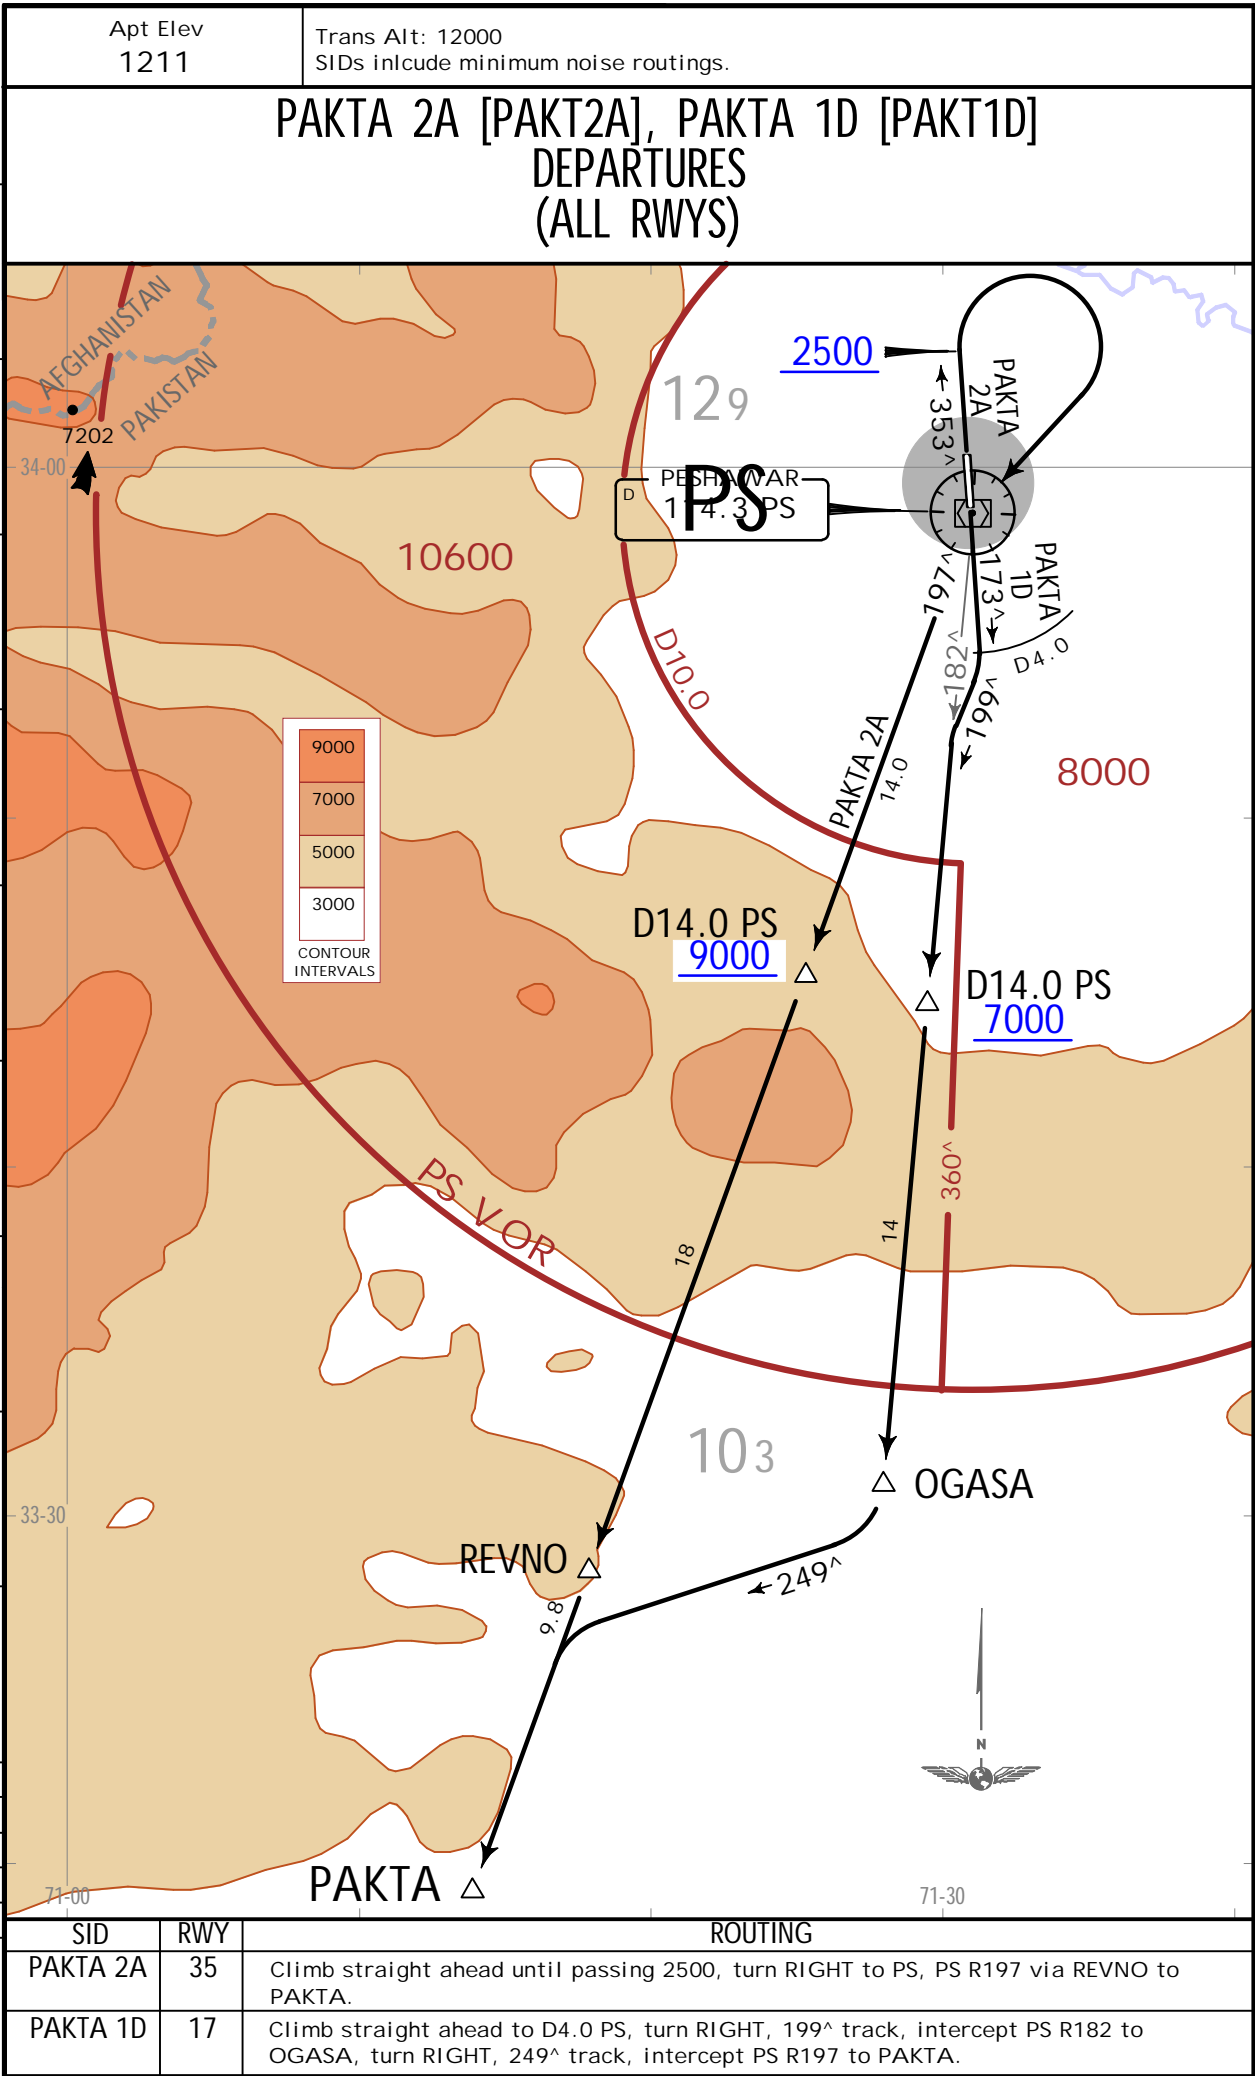 Apt Elev
1211
Trans Alt: 12000
SIDs inlcude minimum noise routings.
PAKTA 2A [PAKT2A], PAKTA 1D [PAKT1D]
DEPARTURES
(ALL RWYS)
AFGHANISTAN
PAKISTAN
7202
34-00
2500
129
353^
PAKTA
2A
D
PESHAWAR
114.3 PS
PS
10600
D10.0
197^
173^
PAKTA
1D
D4.0
182^
199^
PAKTA 2A
14.0
8000
9000
7000
5000
3000
CONTOUR
INTERVALS
D14.0 PS
9000
D14.0 PS
7000
360^
PS VOR
18
14
103
OGASA
33-30
REVNO
249^
9.8
N
PAKTA
71-00
71-30
SID
RWY
ROUTING
PAKTA 2A
35
Climb straight ahead until passing 2500, turn RIGHT to PS, PS R197 via REVNO to
PAKTA.
PAKTA 1D
17
Climb straight ahead to D4.0 PS, turn RIGHT, 199^ track, intercept PS R182 to
OGASA, turn RIGHT, 249^ track, intercept PS R197 to PAKTA.